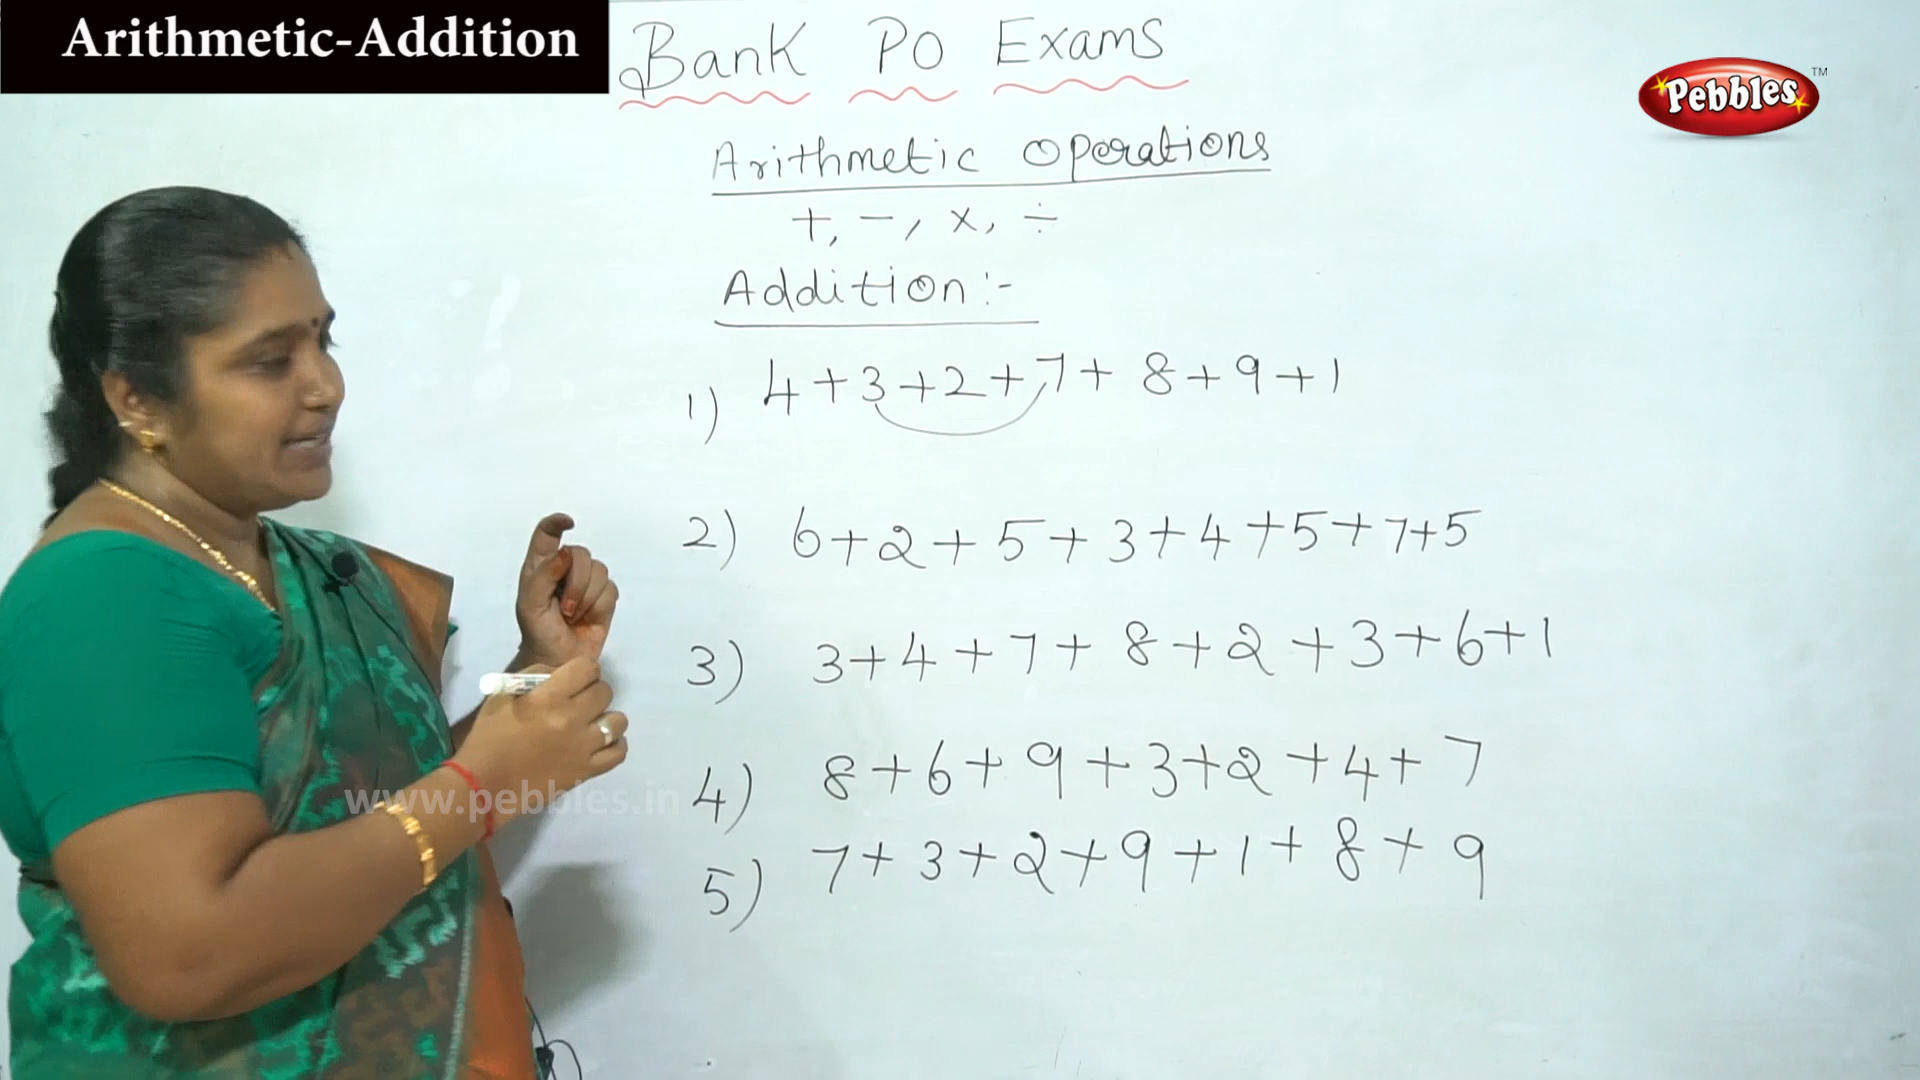 Arithmetic-Addition
Bank PO Exams
Pebbles™
Arithmetic Operations
+, -, x, ÷
Addition :-
1) 4+3+2+7+ 8+9+1
2) 6+2+5+3+4+5+7+5
3) 3+4+7+ 8+2+3+6+1
4) 8+6+9+3+2+4+7
www.pebbles.in
5) 7+3+2+9+1+8+9